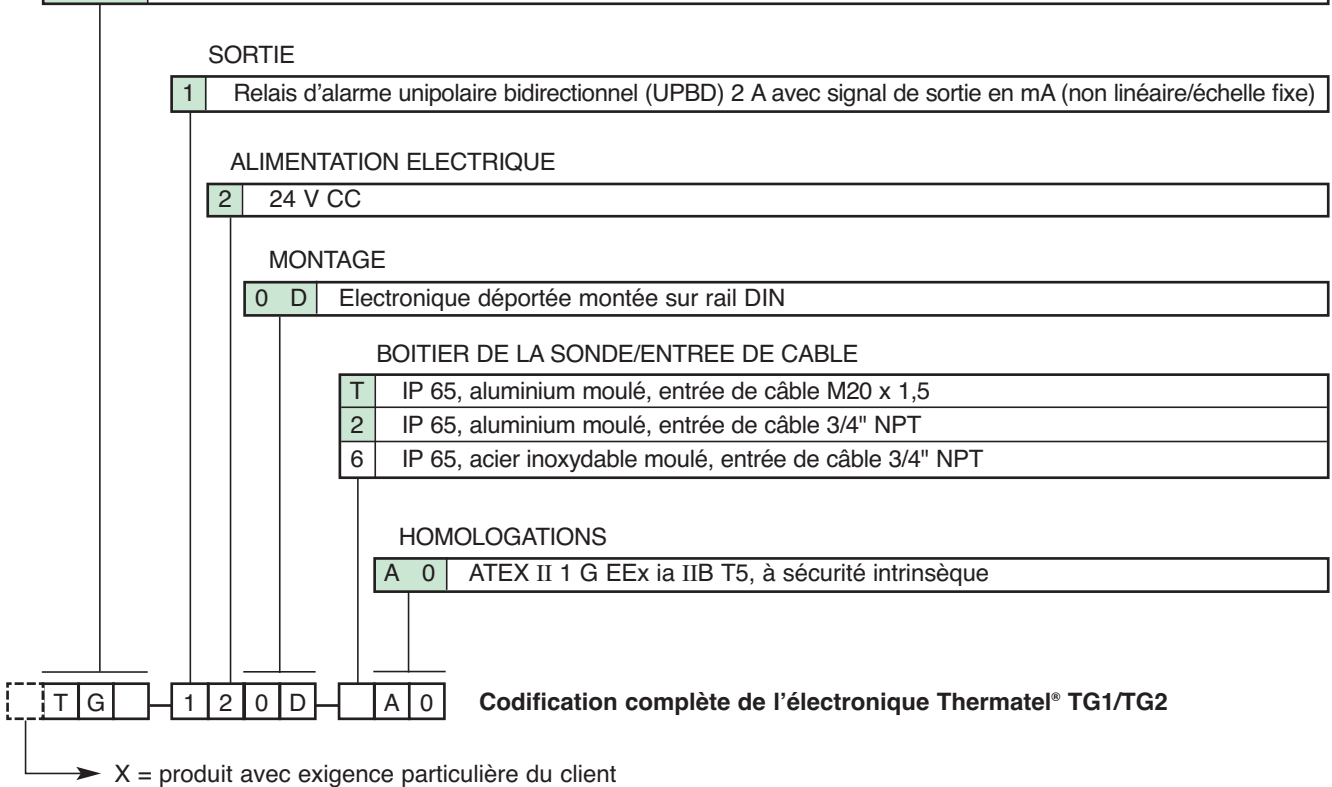 SORTIE
1 Relais d'alarme unipolaire bidirectionnel (UPBD) 2 A avec signal de sortie en mA (non linéaire/échelle fixe)
ALIMENTATION ELECTRIQUE
2 24 V CC
MONTAGE
0 D Electronique déportée montée sur rail DIN
BOITIER DE LA SONDE/ENTREE DE CABLE
T IP 65, aluminium moulé, entrée de câble M20 x 1,5
2 IP 65, aluminium moulé, entrée de câble 3/4" NPT
6 IP 65, acier inoxydable moulé, entrée de câble 3/4" NPT
HOMOLOGATIONS
A 0 ATEX II 1 G EEx ia IIB T5, à sécurité intrinsèque
T G 1 2 0 D A 0 Codification complète de l'électronique Thermatel® TG1/TG2
X = produit avec exigence particulière du client